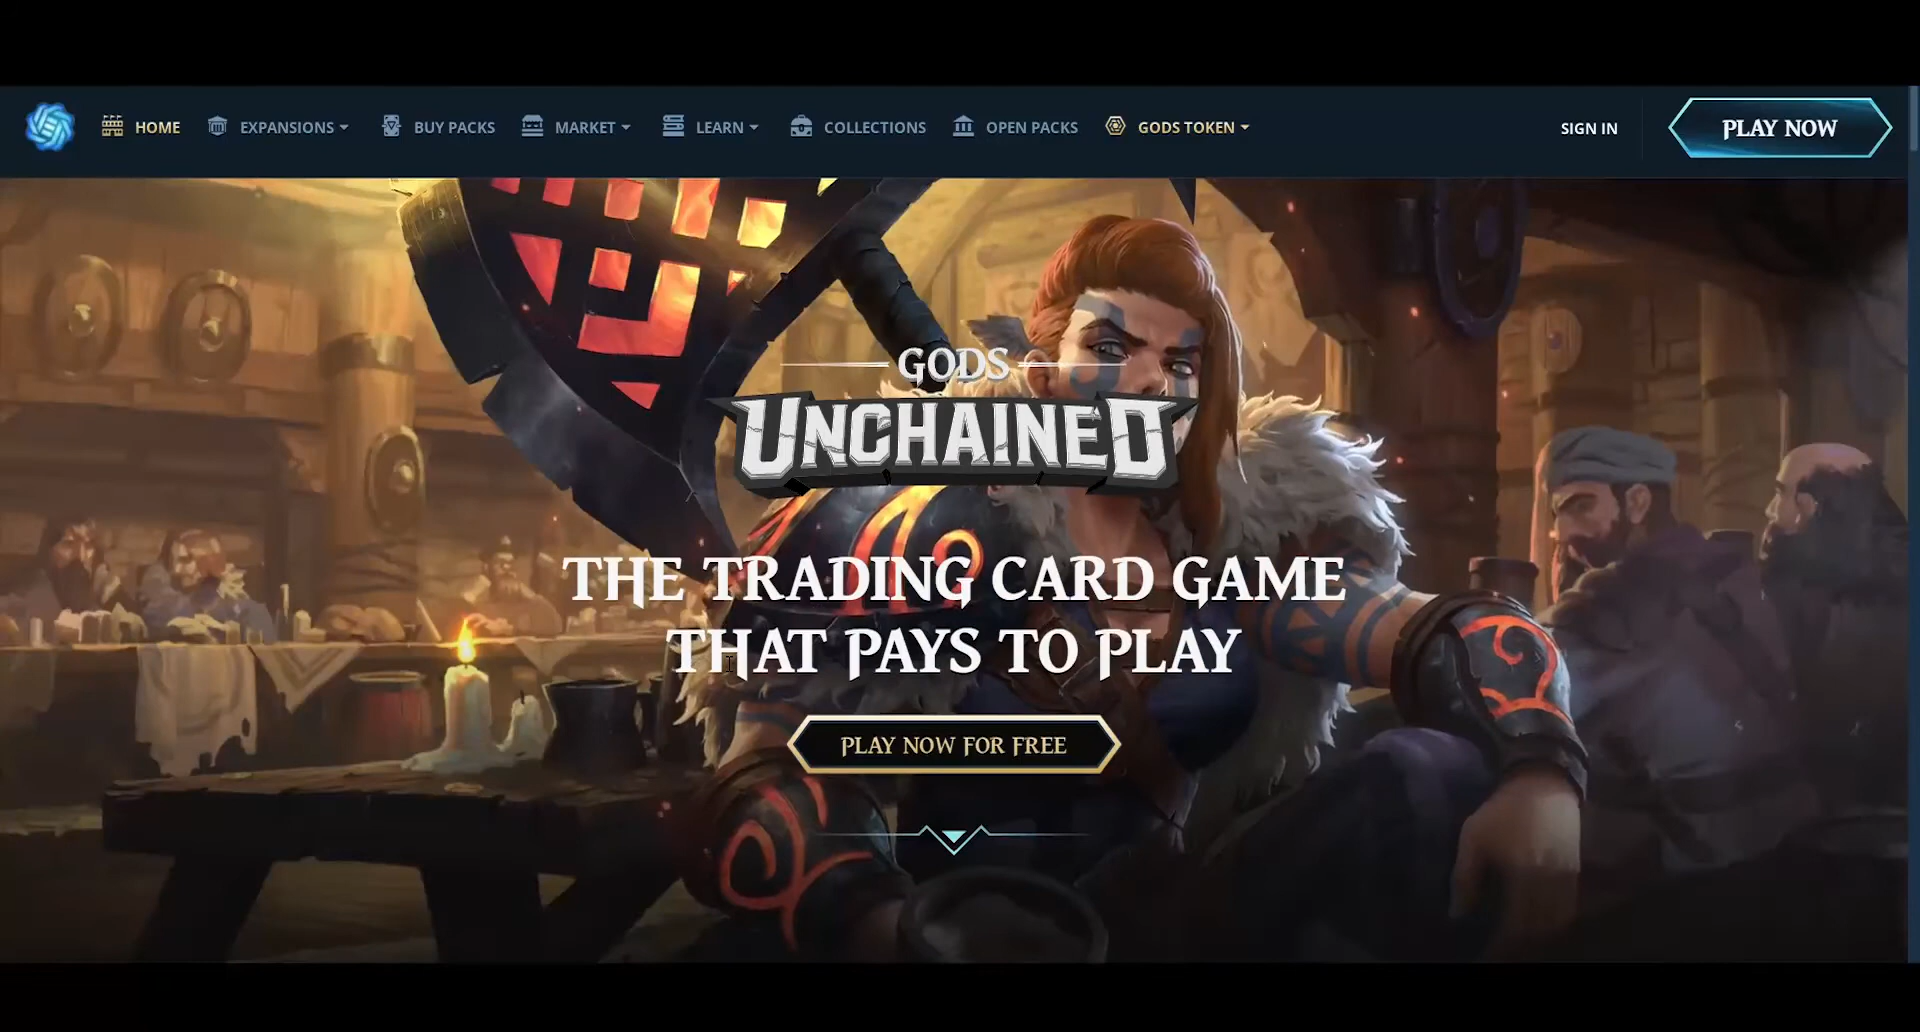 HOME EXPANSIONS BUY PACKS MARKET LEARN COLLECTIONS OPEN PACKS GODS TOKEN SIGN IN PLAY NOW
GODS
UNCHAINED
THE TRADING CARD GAME
THAT PAYS TO PLAY
PLAY NOW FOR FREE